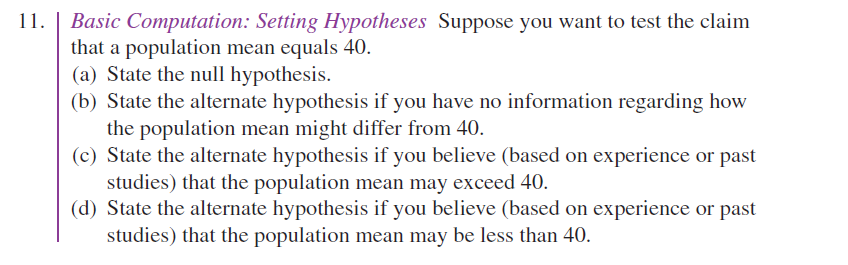 11. Basic Computation: Setting Hypotheses Suppose you want to test the claim
that a population mean equals 40.
(a) State the null hypothesis.
(b) State the alternate hypothesis if you have no information regarding how
the population mean might differ from 40.
(c) State the alternate hypothesis if you believe (based on experience or past
studies) that the population mean may exceed 40.
(d) State the alternate hypothesis if you believe (based on experience or past
studies) that the population mean may be less than 40.